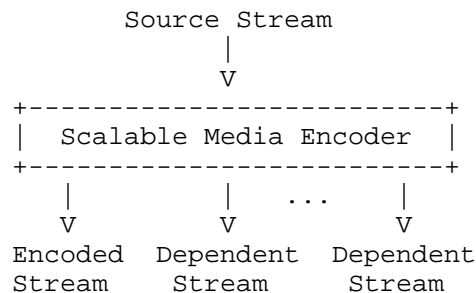 Source Stream
|
V
+--------------------------+
| Scalable Media Encoder |
+--------------------------+
| | ... |
V V V
Encoded Dependent Dependent
Stream Stream Stream